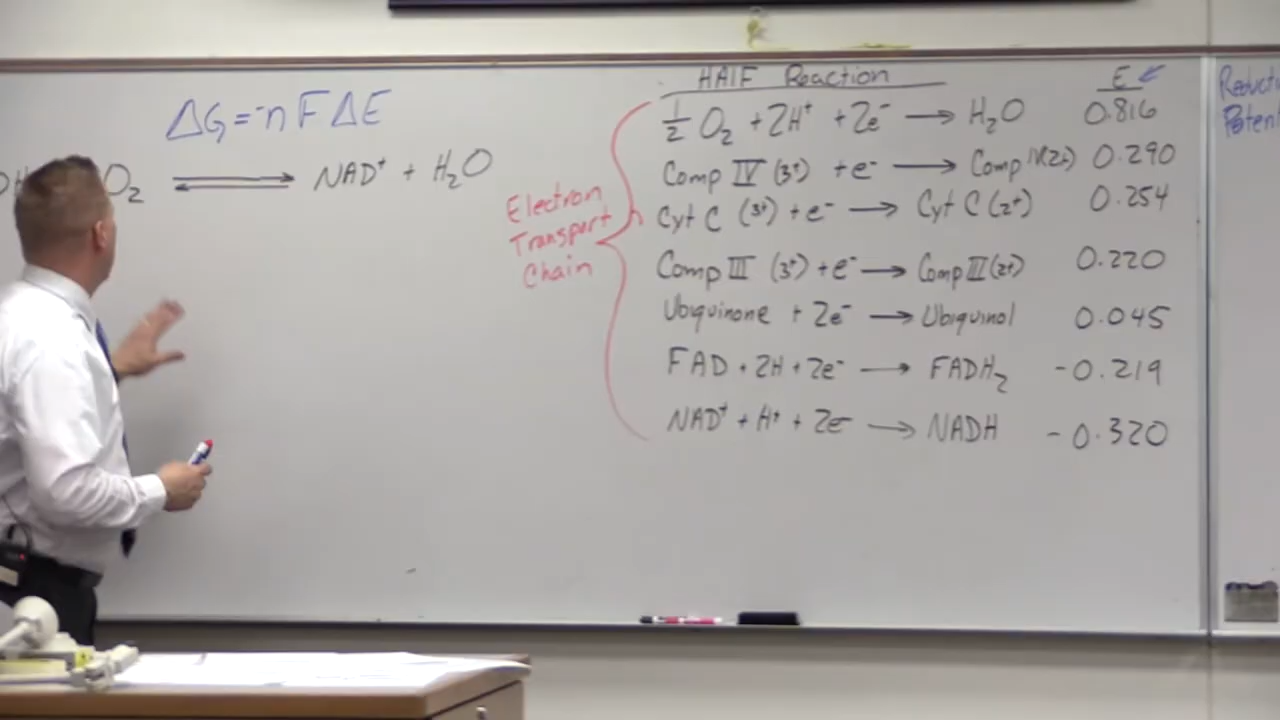 ΔG = -nFΔE
O₂ ⇌ NAD⁺ + H₂O
Electron
Transport
Chain
HAlF Reaction E
½ O₂ + 2H⁺ + 2e⁻ → H₂O 0.816
Comp IV (3⁺) + e⁻ → Comp IV(2+) 0.290
Cyt C (3⁺) + e⁻ → Cyt C (2⁺) 0.254
Comp III (3⁺) + e⁻ → Comp III (2+) 0.220
Ubiquinone + 2e⁻ → Ubiquinol 0.045
FAD + 2H + 2e⁻ → FADH₂ -0.219
NAD⁺ + H⁺ + 2e⁻ → NADH -0.320